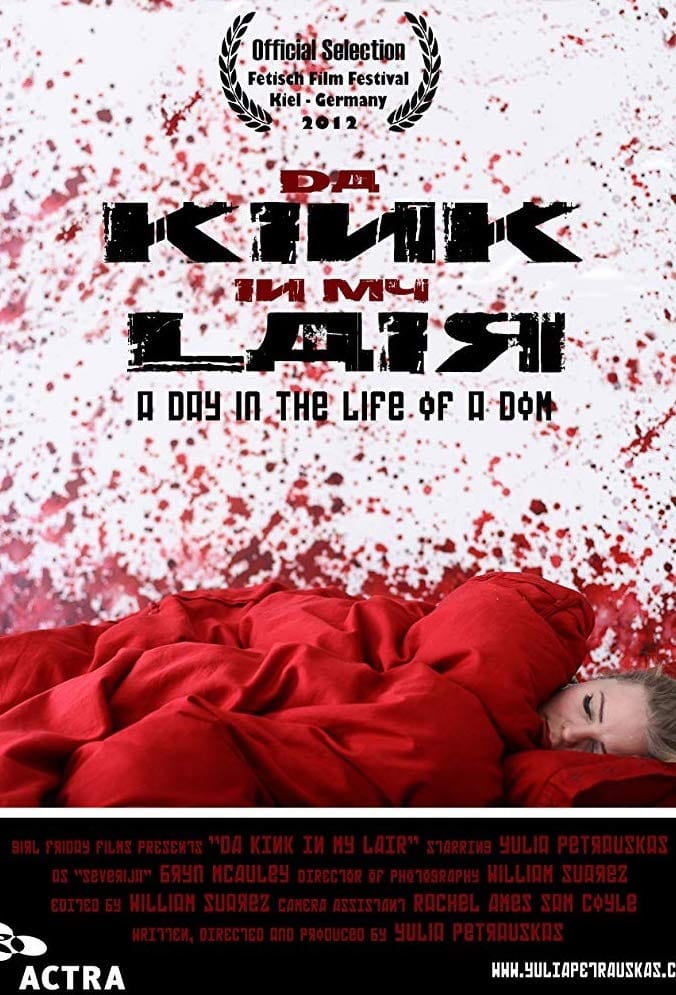 Official Selection
Fetisch Film Festival
Kiel - Germany
2012
DA
KINK
IN MY
LAIR
A DAY IN THE LIFE OF A DOM
GIRL FRIDAY FILMS PRESENTS "DA KINK IN MY LAIR" STARRING YULIA PETRAUSKAS
AS "SEVERIJA" BRYN MCAULEY DIRECTOR OF PHOTOGRAPHY WILLIAM SUAREZ
EDITED BY WILLIAM SUAREZ CAMERA ASSISTANT RACHEL AMES SAM COYLE
WRITTEN, DIRECTED AND PRODUCED BY YULIA PETRAUSKAS
ACTRA
WWW.YULIAPETRAUSKAS.C